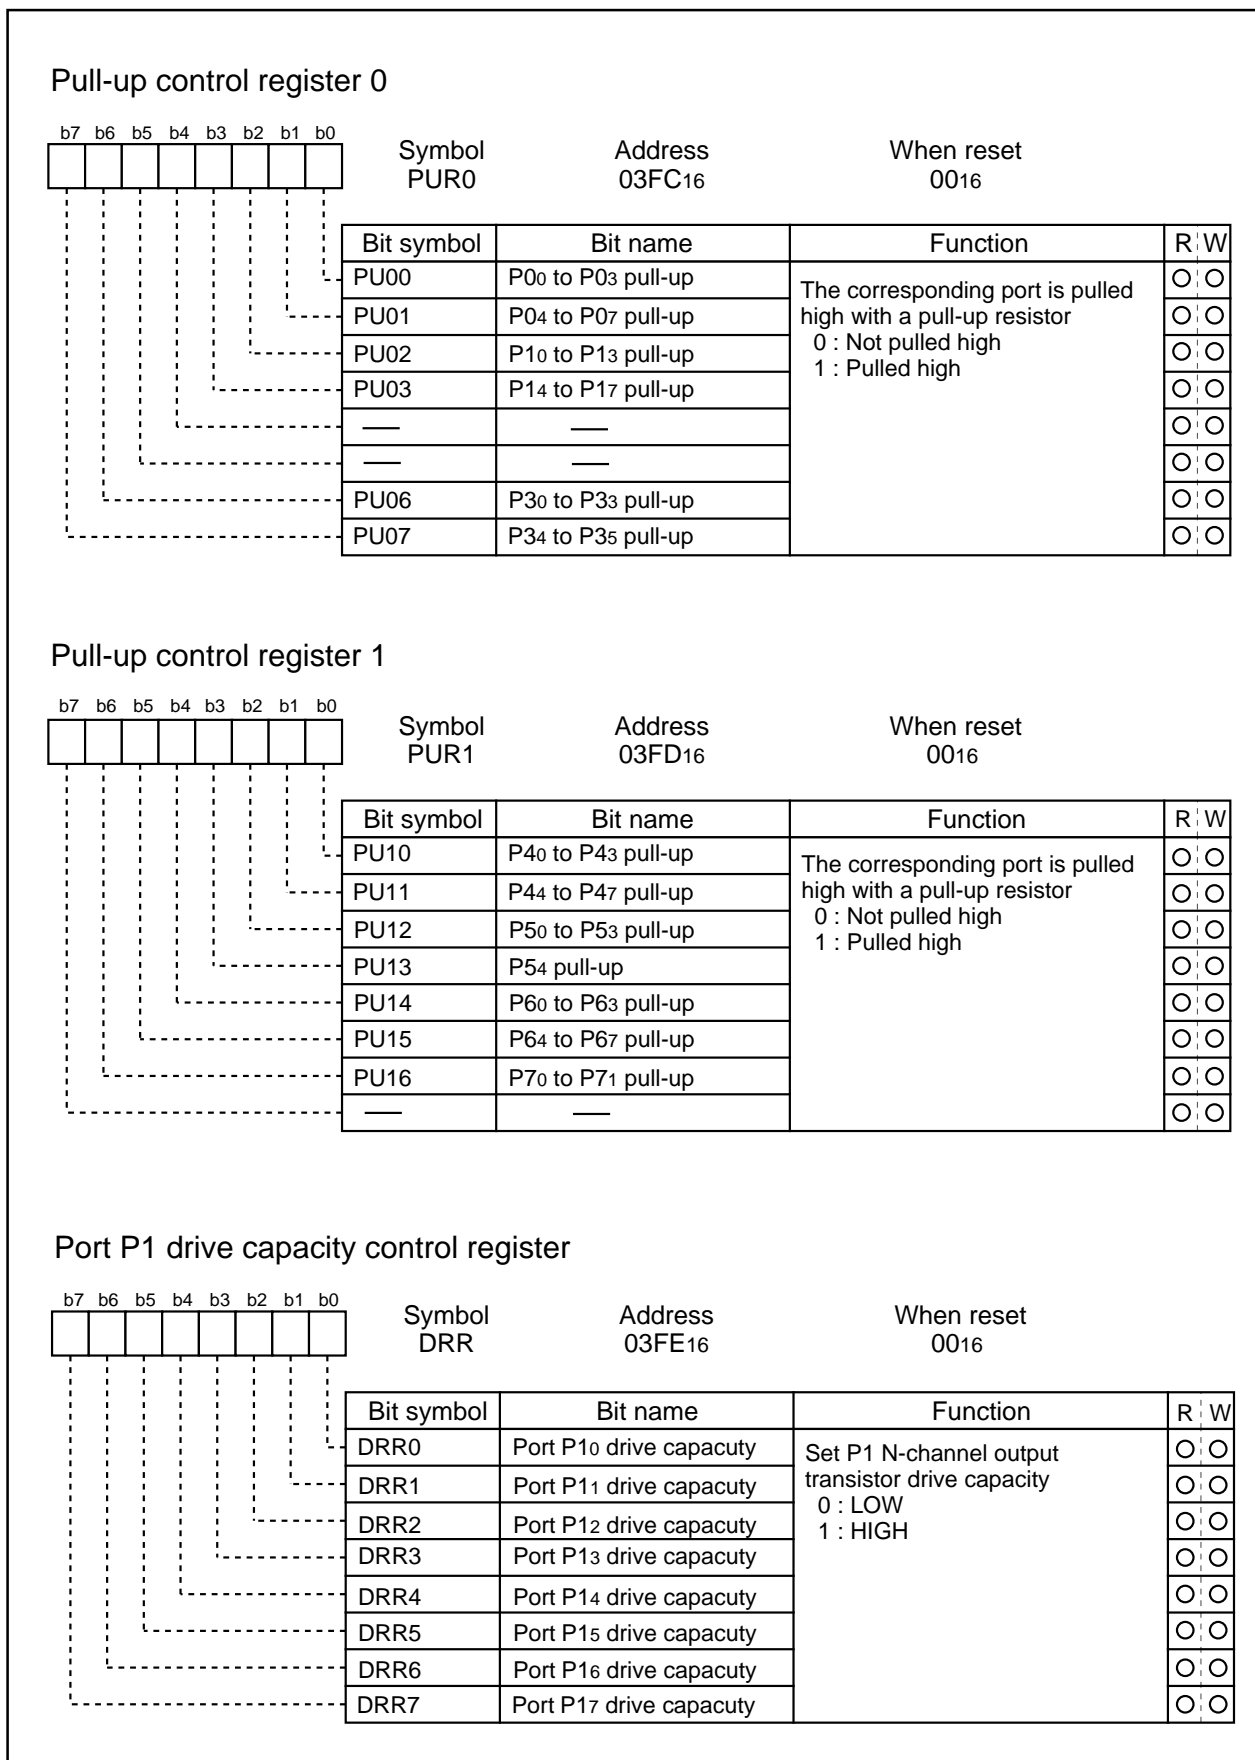 Pull-up control register 0
b7 b6 b5 b4 b3 b2 b1 b0
Symbol Address When reset
PUR0 03FC16 0016
Bit symbol Bit name Function R W
PU00 P00 to P03 pull-up The corresponding port is pulled
PU01 P04 to P07 pull-up high with a pull-up resistor
0 : Not pulled high
PU02 P10 to P13 pull-up 1 : Pulled high
PU03 P14 to P17 pull-up
— —
— —
PU06 P30 to P33 pull-up
PU07 P34 to P35 pull-up
Pull-up control register 1
b7 b6 b5 b4 b3 b2 b1 b0
Symbol Address When reset
PUR1 03FD16 0016
Bit symbol Bit name Function R W
PU10 P40 to P43 pull-up The corresponding port is pulled
PU11 P44 to P47 pull-up high with a pull-up resistor
0 : Not pulled high
PU12 P50 to P53 pull-up 1 : Pulled high
PU13 P54 pull-up
PU14 P60 to P63 pull-up
PU15 P64 to P67 pull-up
PU16 P70 to P71 pull-up
— —
Port P1 drive capacity control register
b7 b6 b5 b4 b3 b2 b1 b0
Symbol Address When reset
DRR 03FE16 0016
Bit symbol Bit name Function R W
DRR0 Port P10 drive capacuty Set P1 N-channel output
DRR1 Port P11 drive capacuty transistor drive capacity
0 : LOW
DRR2 Port P12 drive capacuty 1 : HIGH
DRR3 Port P13 drive capacuty
DRR4 Port P14 drive capacuty
DRR5 Port P15 drive capacuty
DRR6 Port P16 drive capacuty
DRR7 Port P17 drive capacuty